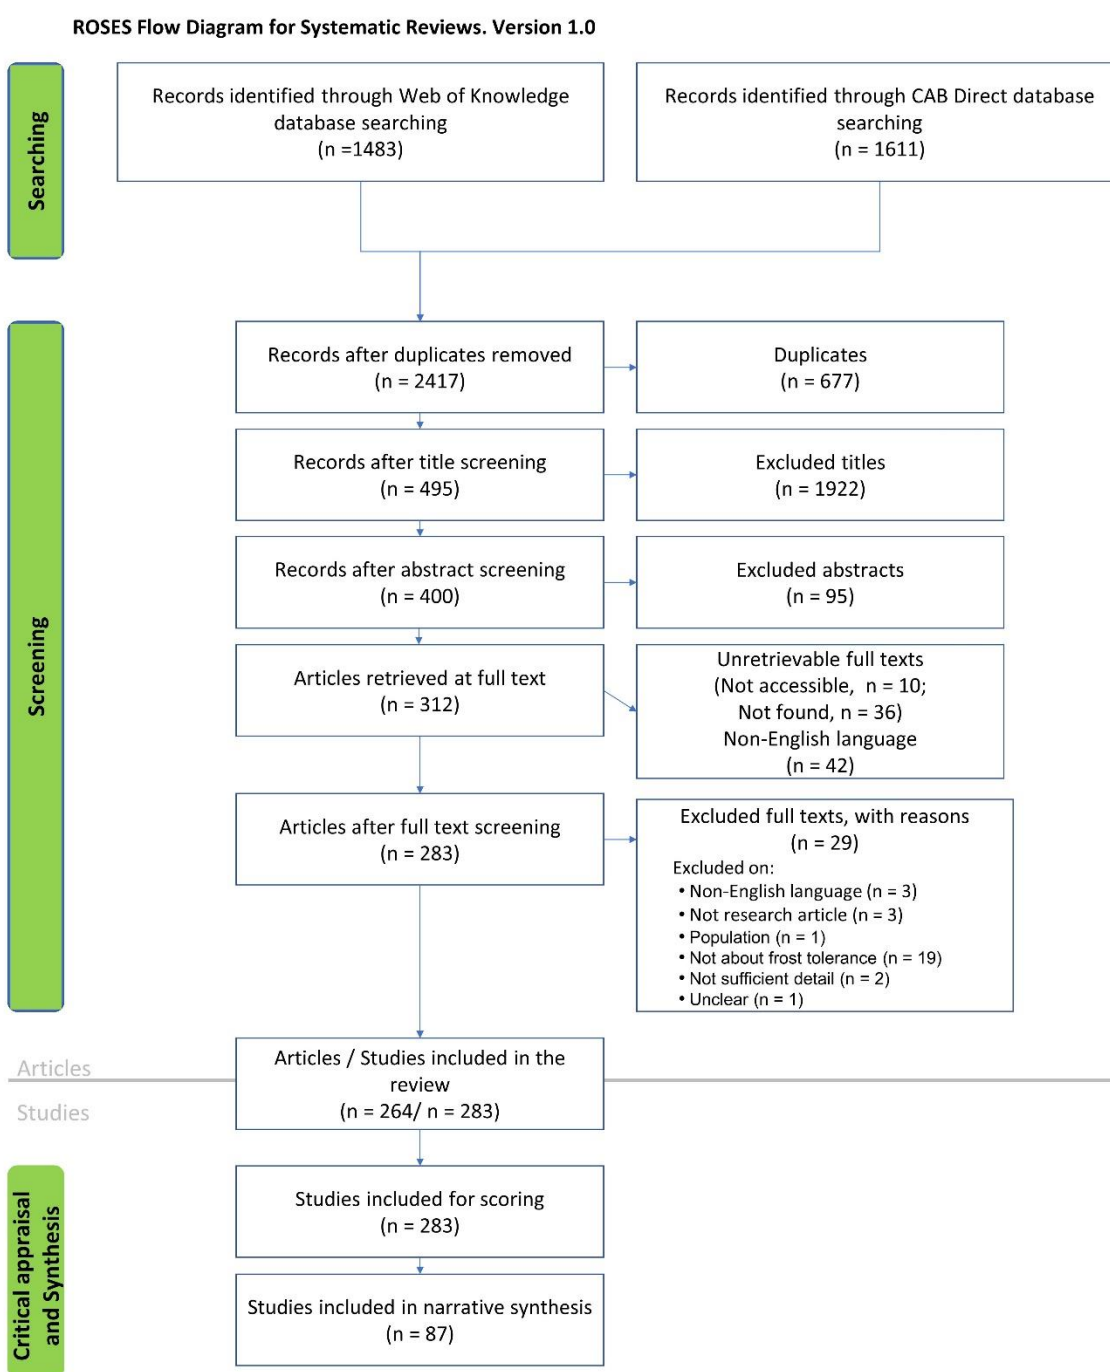 ROSES Flow Diagram for Systematic Reviews. Version 1.0
Searching
Records identified through Web of Knowledge
database searching
(n =1483)
Records identified through CAB Direct database
searching
(n = 1611)
Screening
Records after duplicates removed
(n = 2417)
Duplicates
(n = 677)
Records after title screening
(n = 495)
Excluded titles
(n = 1922)
Records after abstract screening
(n = 400)
Excluded abstracts
(n = 95)
Articles retrieved at full text
(n = 312)
Unretrievable full texts
(Not accessible,  n = 10;
Not found, n = 36)
Non-English language
(n = 42)
Articles after full text screening
(n = 283)
Excluded full texts, with reasons
(n = 29)
Excluded on:
• Non-English language (n = 3)
• Not research article (n = 3)
• Population (n = 1)
• Not about frost tolerance (n = 19)
• Not sufficient detail (n = 2)
• Unclear (n = 1)
Articles
Studies
Articles / Studies included in the
review
(n = 264/ n = 283)
Critical appraisal
and Synthesis
Studies included for scoring
(n = 283)
Studies included in narrative synthesis
(n = 87)